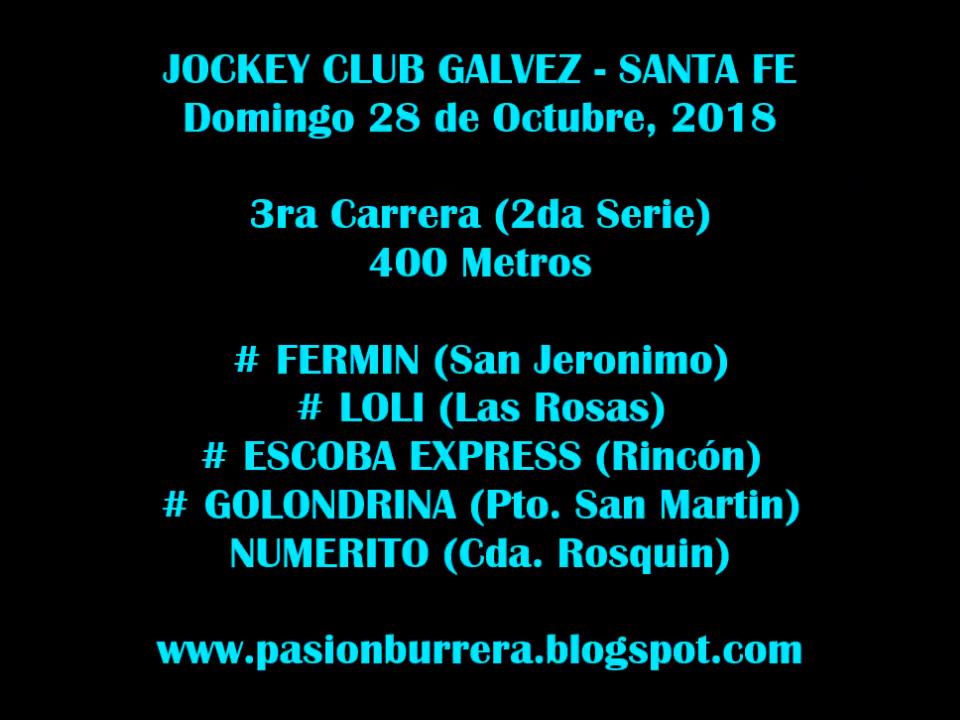 JOCKEY CLUB GALVEZ - SANTA FE
Domingo 28 de Octubre, 2018
3ra Carrera (2da Serie)
400 Metros
# FERMIN (San Jeronimo)
# LOLI (Las Rosas)
# ESCOBA EXPRESS (Rincón)
# GOLONDRINA (Pto. San Martin)
NUMERITO (Cda. Rosquin)
www.pasionburrera.blogspot.com